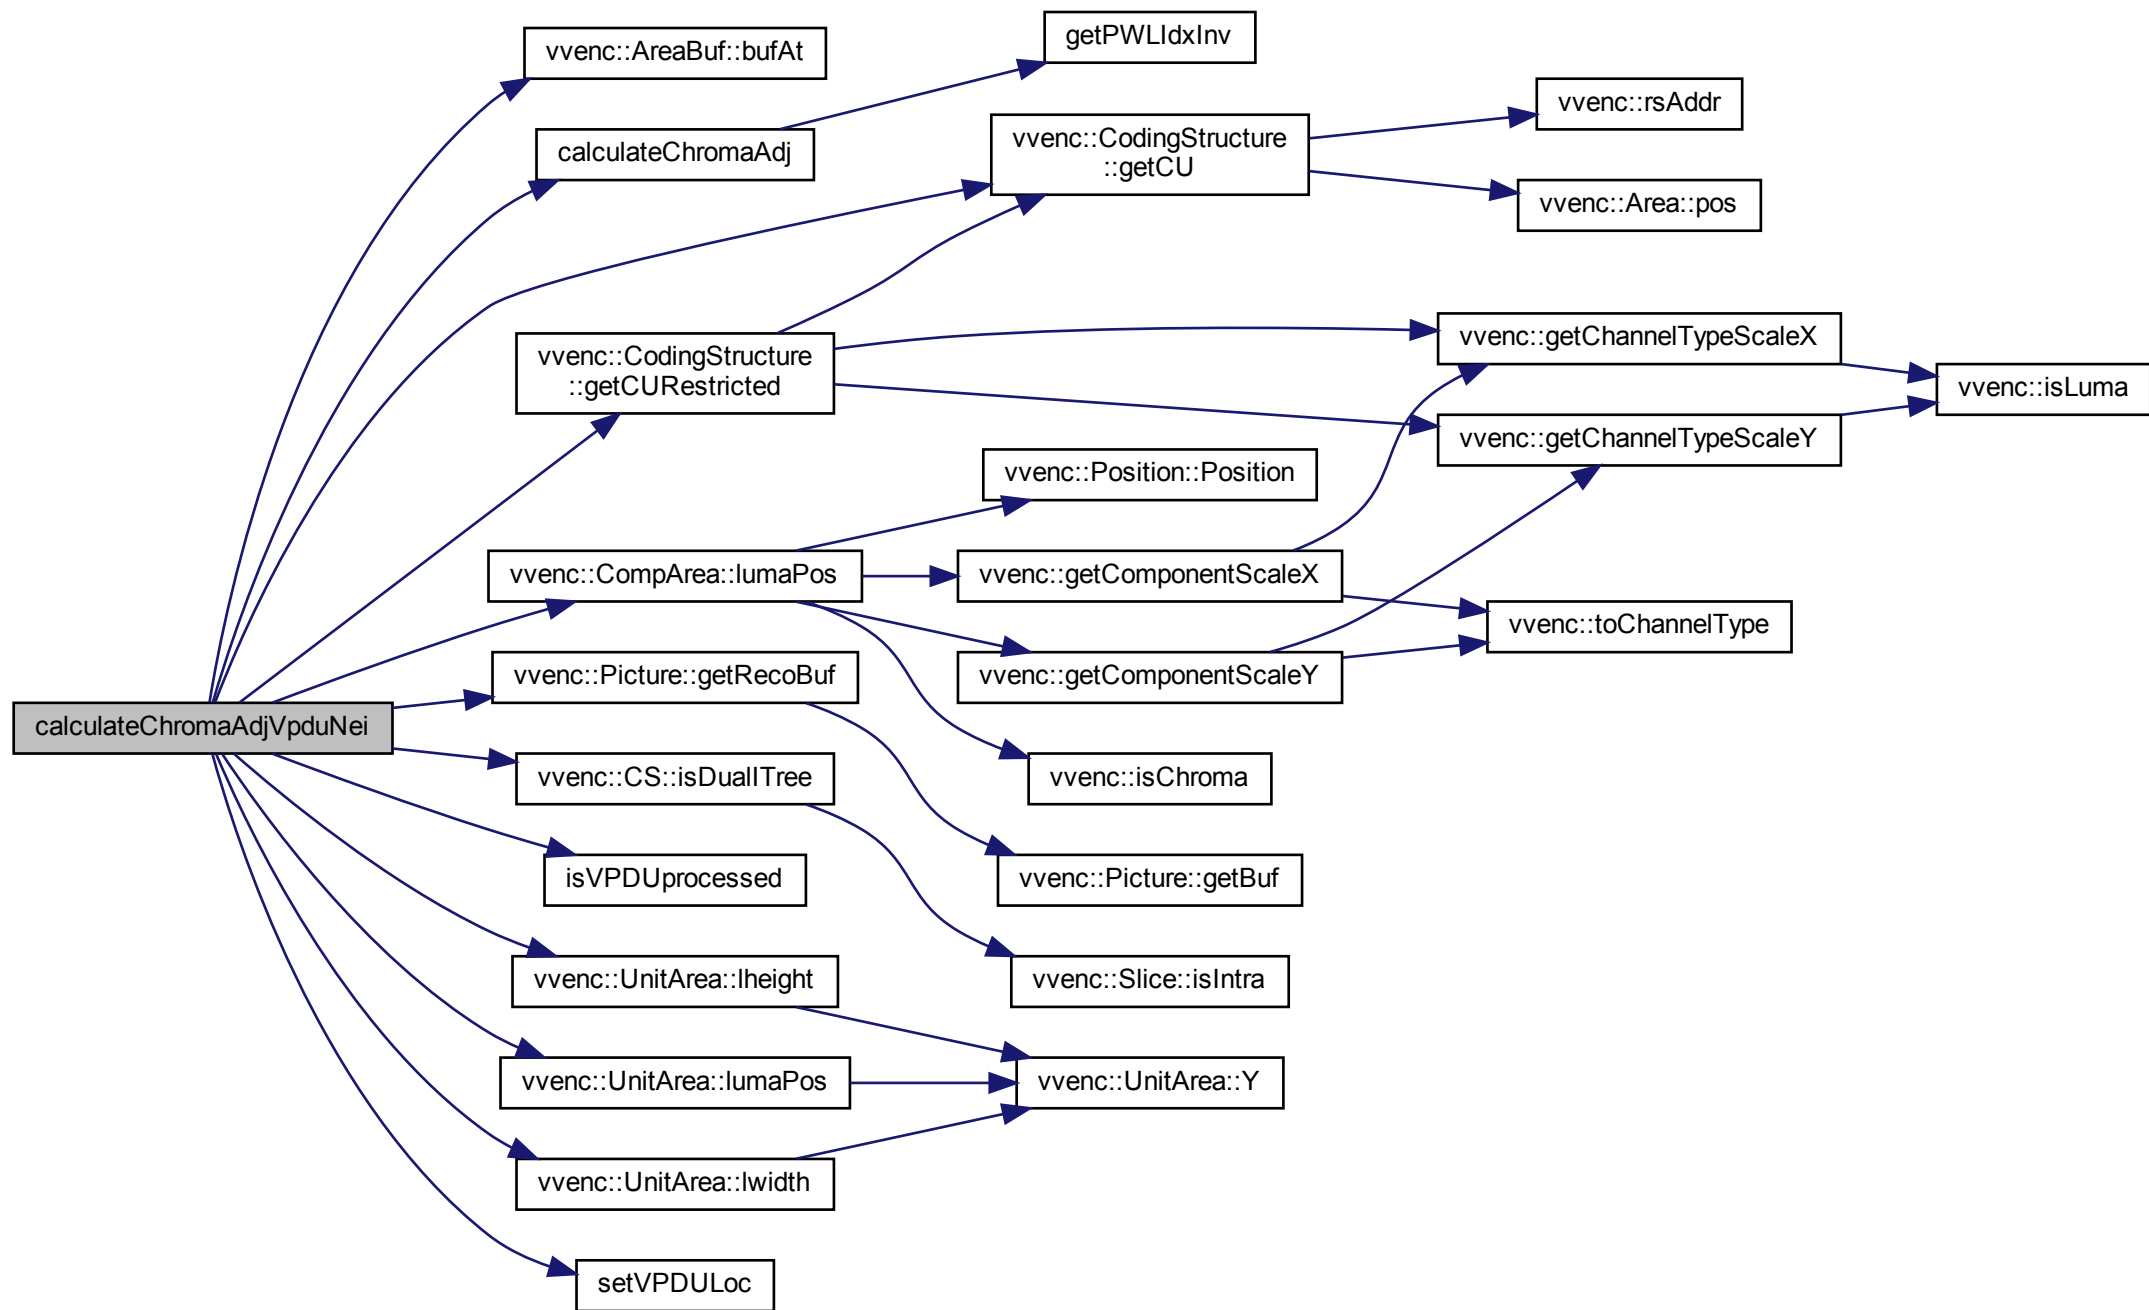 calculateChromaAdjVpduNei
vvenc::AreaBuf::bufAt
calculateChromaAdj
vvenc::CodingStructure
::getCURestricted
vvenc::CompArea::lumaPos
vvenc::Picture::getRecoBuf
vvenc::CS::isDualITree
isVPDUprocessed
vvenc::UnitArea::lheight
vvenc::UnitArea::lumaPos
vvenc::UnitArea::lwidth
setVPDULoc
getPWLIdxInv
vvenc::CodingStructure
::getCU
vvenc::Position::Position
vvenc::getComponentScaleX
vvenc::getComponentScaleY
vvenc::isChroma
vvenc::Picture::getBuf
vvenc::Slice::isIntra
vvenc::UnitArea::Y
vvenc::rsAddr
vvenc::Area::pos
vvenc::getChannelTypeScaleX
vvenc::getChannelTypeScaleY
vvenc::toChannelType
vvenc::isLuma